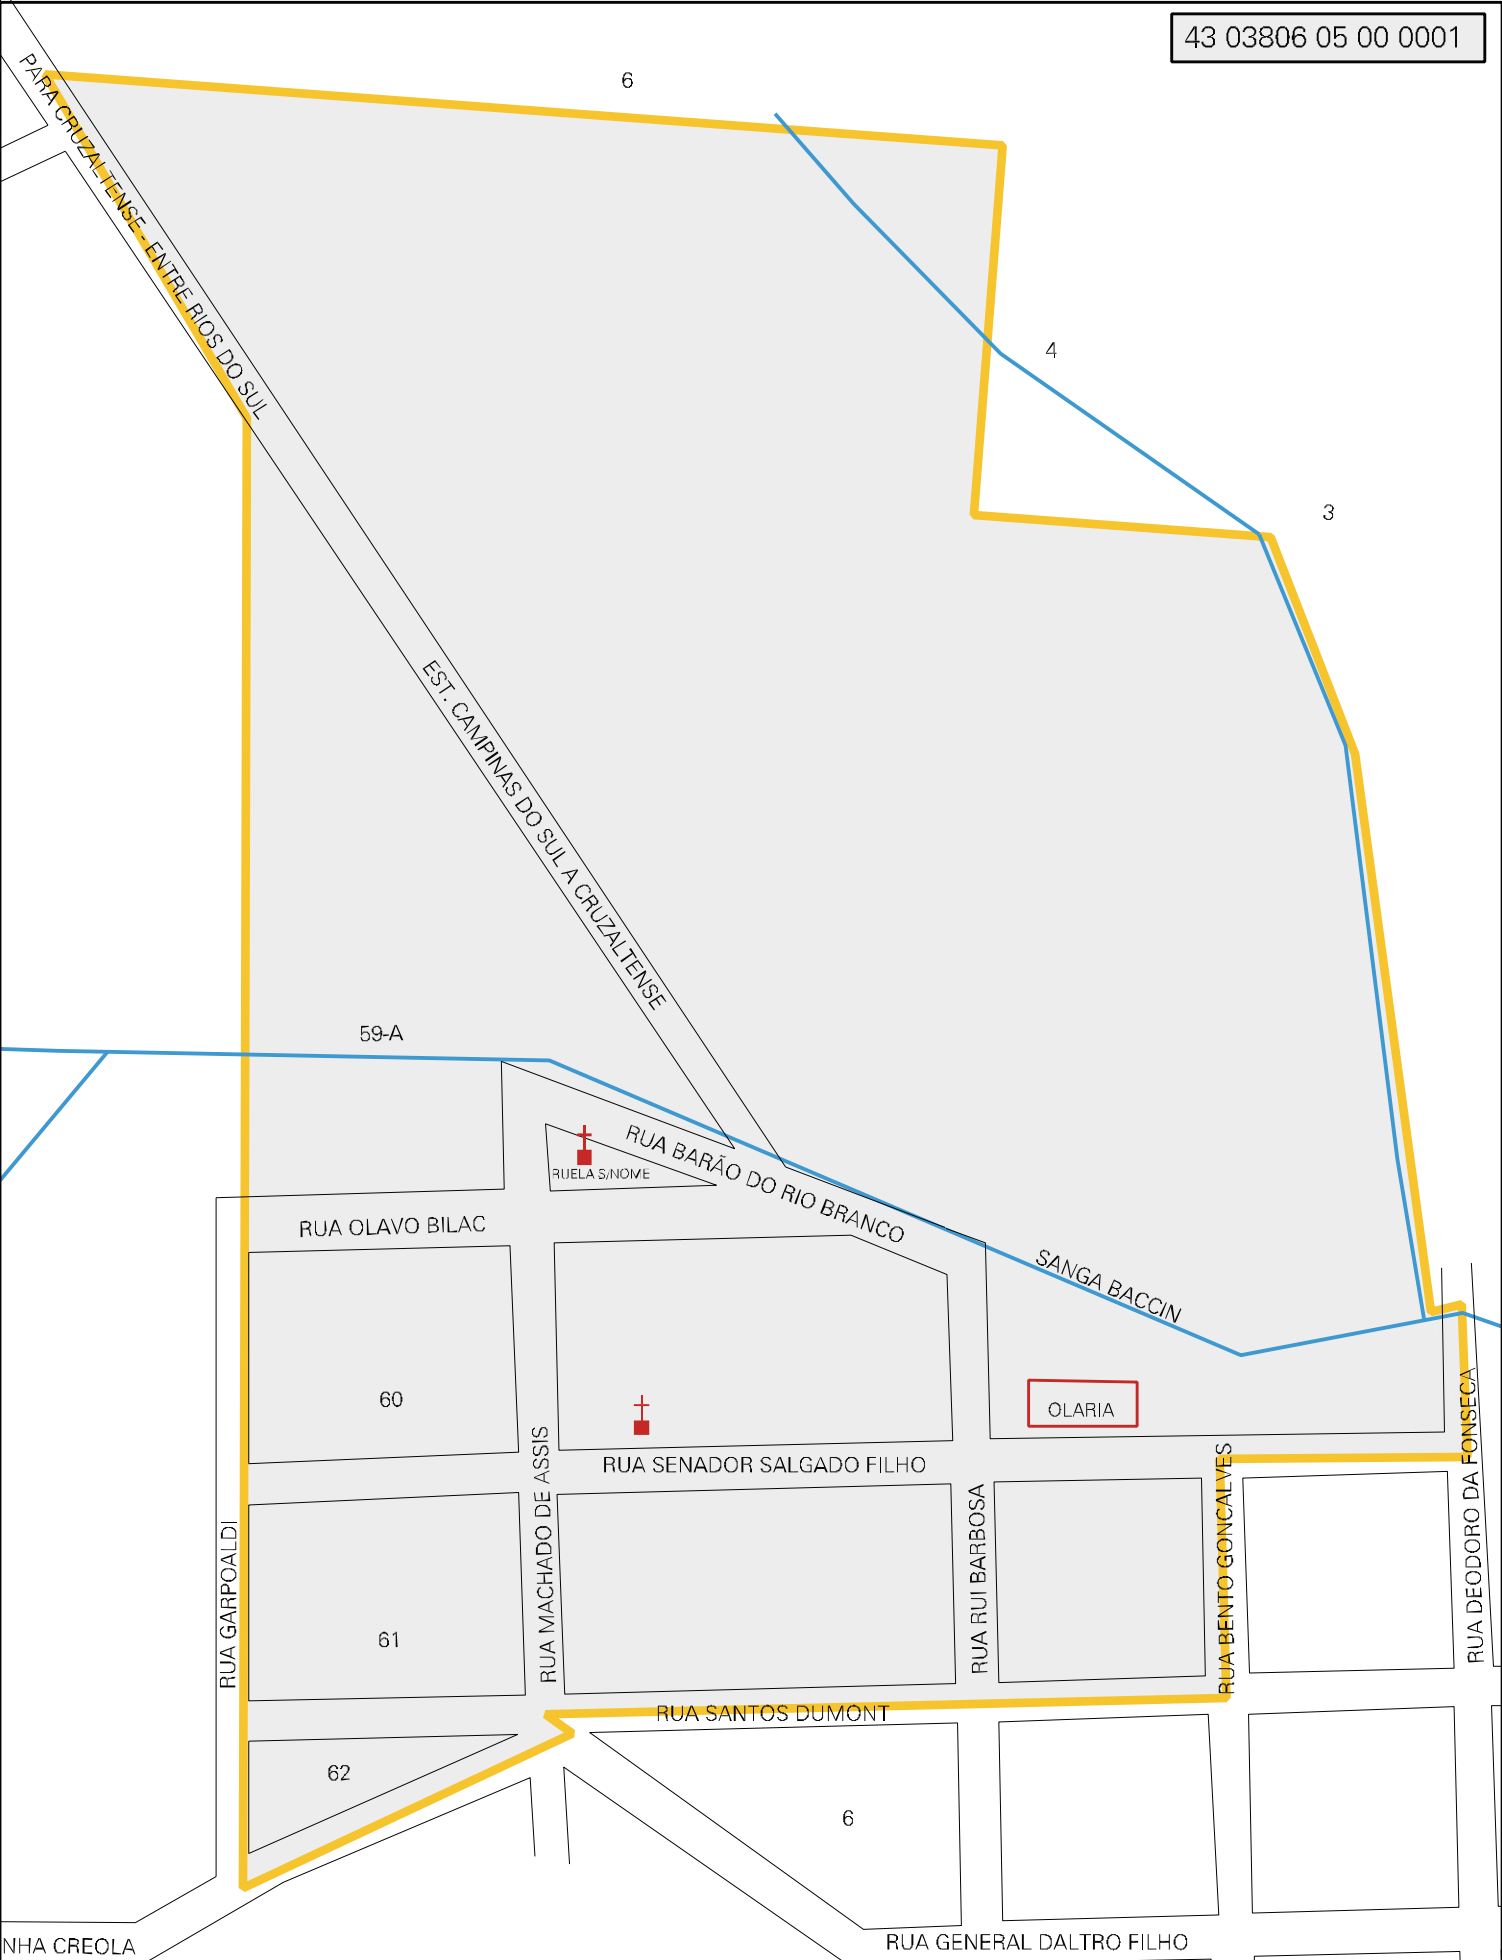 43 03806 05 00 0001
6
PARA CRUZALTENSE - ENTRE RIOS DO SUL
4
3
EST. CAMPINAS DO SUL A CRUZALTENSE
59-A
RUA BARÃO DO RIO BRANCO
RUELA S/NOME
RUA OLAVO BILAC
SANGA BACCIN
60
OLARIA
RUA SENADOR SALGADO FILHO
RUA GARPOALDI
RUA MACHADO DE ASSIS
RUA RUI BARBOSA
RUA BENTO GONCALVES
RUA DEODORO DA FONSECA
61
RUA SANTOS DUMONT
62
6
NHA CREOLA
RUA GENERAL DALTRO FILHO